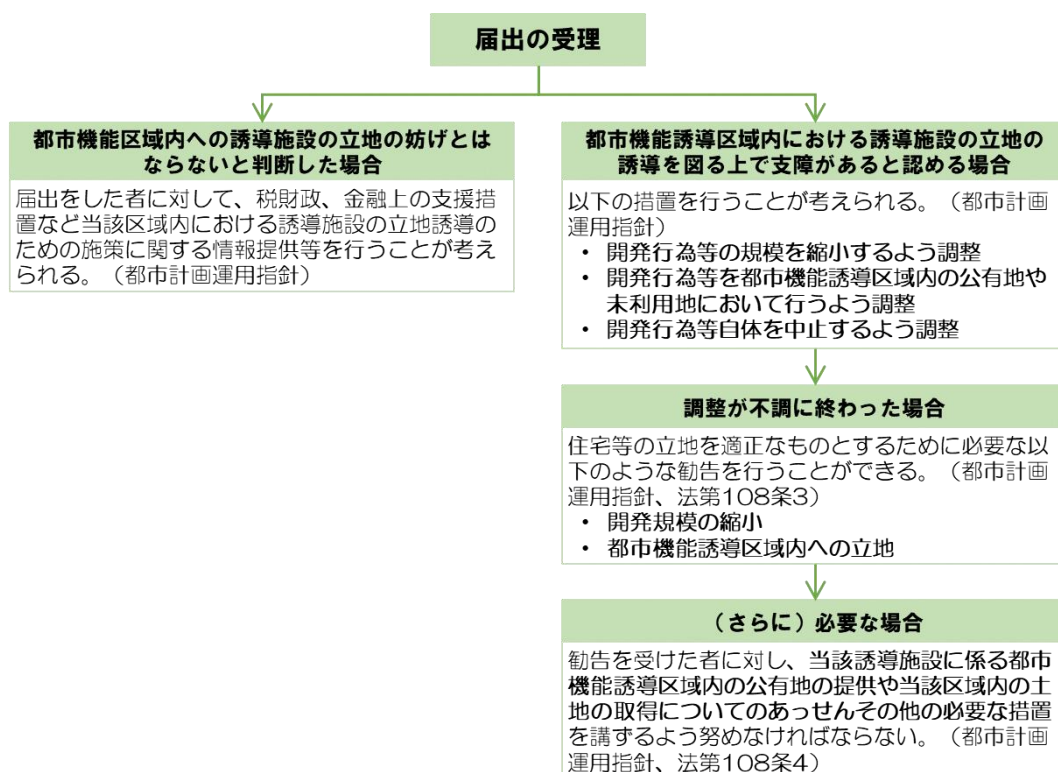 届出の受理
都市機能区域内への誘導施設の立地の妨げとは
ならないと判断した場合
届出をした者に対して、税財政、金融上の支援措
置など当該区域内における誘導施設の立地誘導の
ための施策に関する情報提供等を行うことが考え
られる。（都市計画運用指針）
都市機能誘導区域内における誘導施設の立地の
誘導を図る上で支障があると認める場合
以下の措置を行うことが考えられる。（都市計画
運用指針）
・ 開発行為等の規模を縮小するよう調整
・ 開発行為等を都市機能誘導区域内の公有地や
未利用地において行うよう調整
・ 開発行為等自体を中止するよう調整
調整が不調に終わった場合
住宅等の立地を適正なものとするために必要な以
下のような勧告を行うことができる。（都市計画
運用指針、法第108条3）
・ 開発規模の縮小
・ 都市機能誘導区域内への立地
（さらに）必要な場合
勧告を受けた者に対し、当該誘導施設に係る都市
機能誘導区域内の公有地の提供や当該区域内の土
地の取得についてのあっせんその他の必要な措置
を講ずるよう努めなければならない。（都市計画
運用指針、法第108条4）